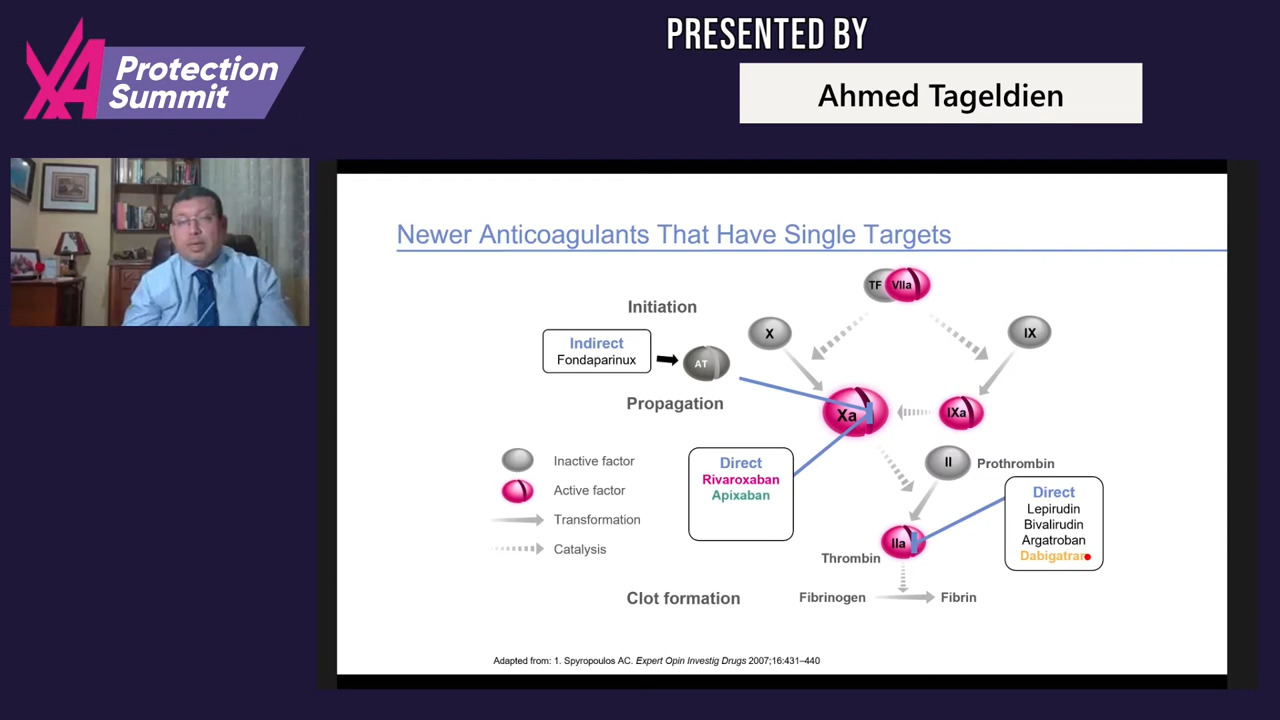 PRESENTED BY
XA
Protection
Summit
Ahmed Tageldien
Newer Anticoagulants That Have Single Targets
TF VIIa
Initiation
X
IX
Indirect
Fondaparinux
AT
Propagation
Xa
IXa
II
Prothrombin
Inactive factor
Active factor
Transformation
Catalysis
Direct
Rivaroxaban
Apixaban
Direct
Lepirudin
Bivalirudin
Argatroban
Dabigatran
IIa
Thrombin
Clot formation
Fibrinogen
Fibrin
Adapted from: 1. Spyropoulos AC. Expert Opin Investig Drugs 2007;16:431–440